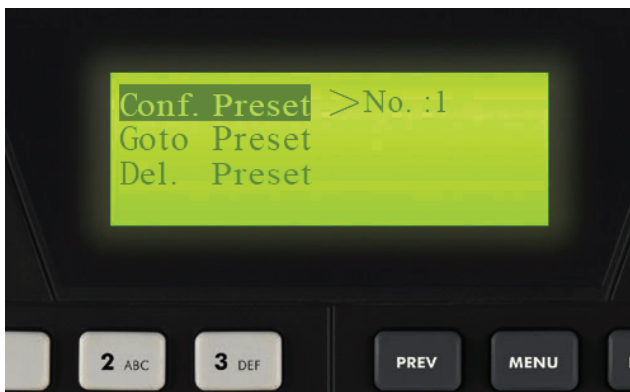 Conf. Preset >No. :1
Goto Preset
Del. Preset
2 ABC
3 DEF
PREV
MENU